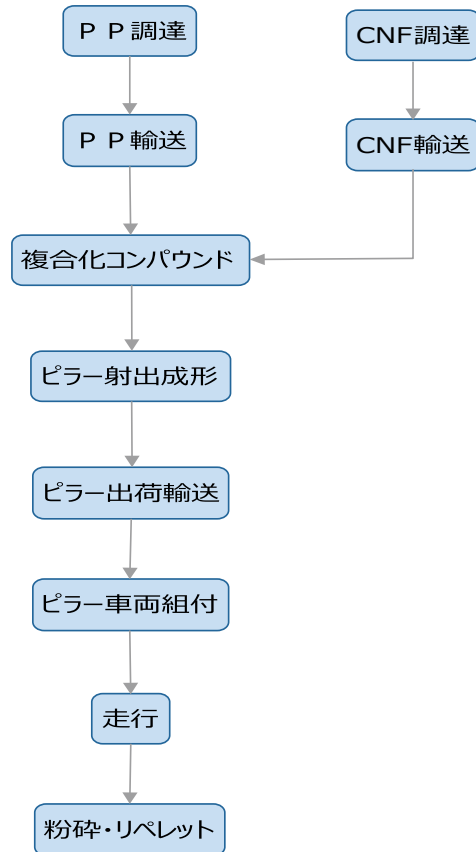 ＰＰ調達
CNF調達
ＰＰ輸送
CNF輸送
複合化コンパウンド
ピラー射出成形
ピラー出荷輸送
ピラー車両組付
走行
粉砕・リペレット